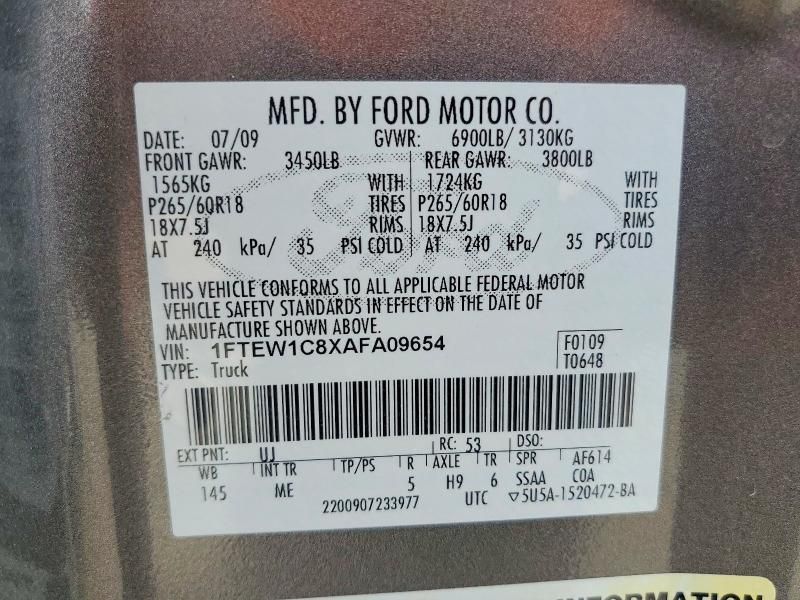 MFD. BY FORD MOTOR CO.
DATE: 07/09 GVWR: 6900LB/ 3130KG
FRONT GAWR: 3450LB REAR GAWR: 3800LB
1565KG WITH 1724KG WITH
P265/60R18 TIRES P265/60R18 TIRES
18X7.5J RIMS 18X7.5J RIMS
AT 240 kPa/ 35 PSI COLD AT 240 kPa/ 35 PSI COLD
THIS VEHICLE CONFORMS TO ALL APPLICABLE FEDERAL MOTOR
VEHICLE SAFETY STANDARDS IN EFFECT ON THE DATE OF
MANUFACTURE SHOWN ABOVE.
VIN: 1FTEW1C8XAFA09654 F0109
TYPE: Truck T0648
EXT PNT: UJ RC: 53 DSO:
WB INT TR TP/PS R AXLE TR SPR AF614
145 ME 5 H9 6 SSAA COA
2200907233977 UTC ▽5U5A-1520472-BA
Ford
INFORMATION